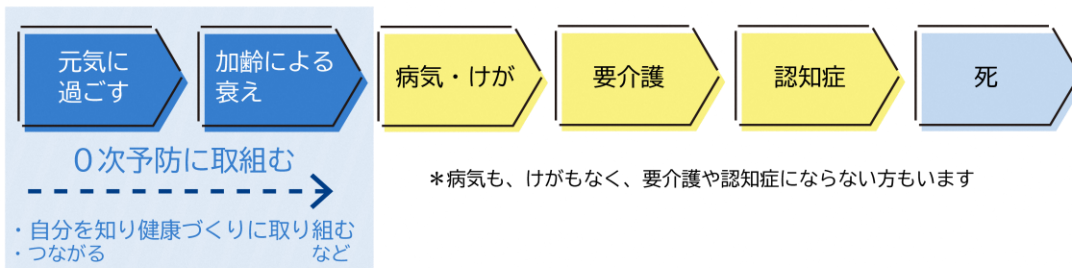 元気に
過ごす
加齢による
衰え
病気・けが
要介護
認知症
死
０次予防に取組む
＊病気も、けがもなく、要介護や認知症にならない方もいます
・自分を知り健康づくりに取り組む
・つながる　など